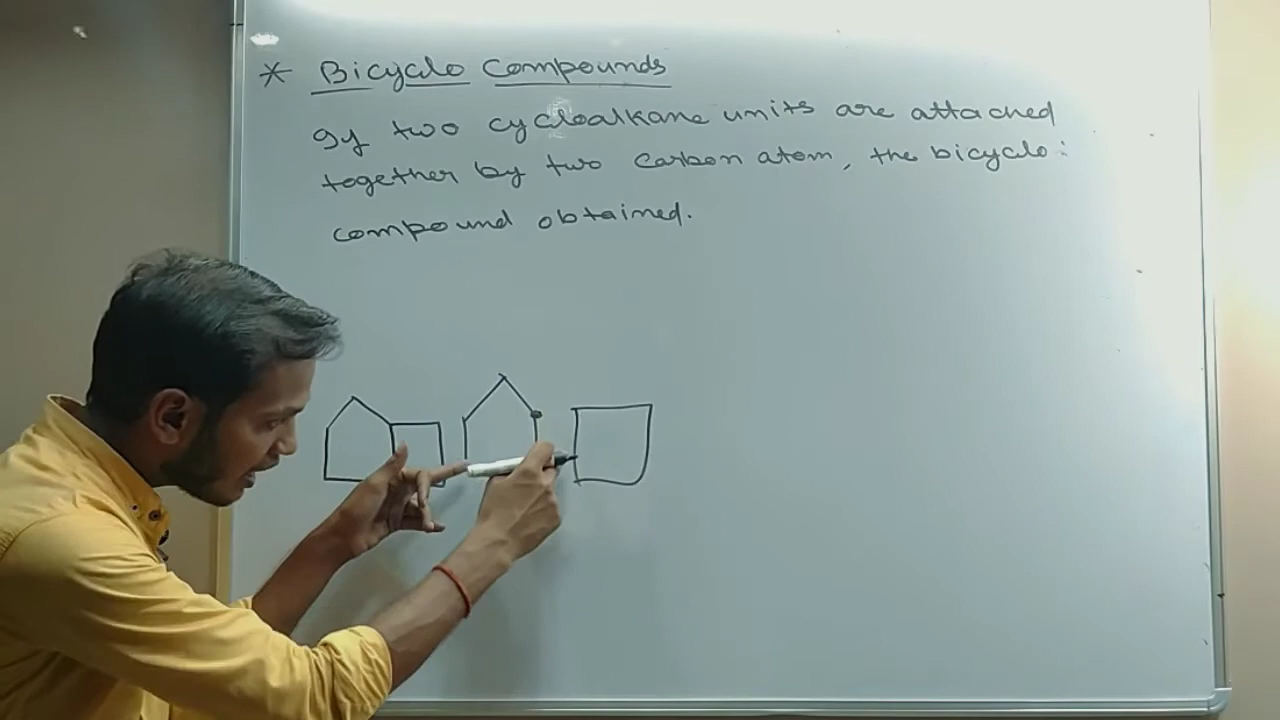 * Bicyclo Compounds
If two cycloalkane units are attached
together by two Carbon atom, the bicyclo:
compound obtained.